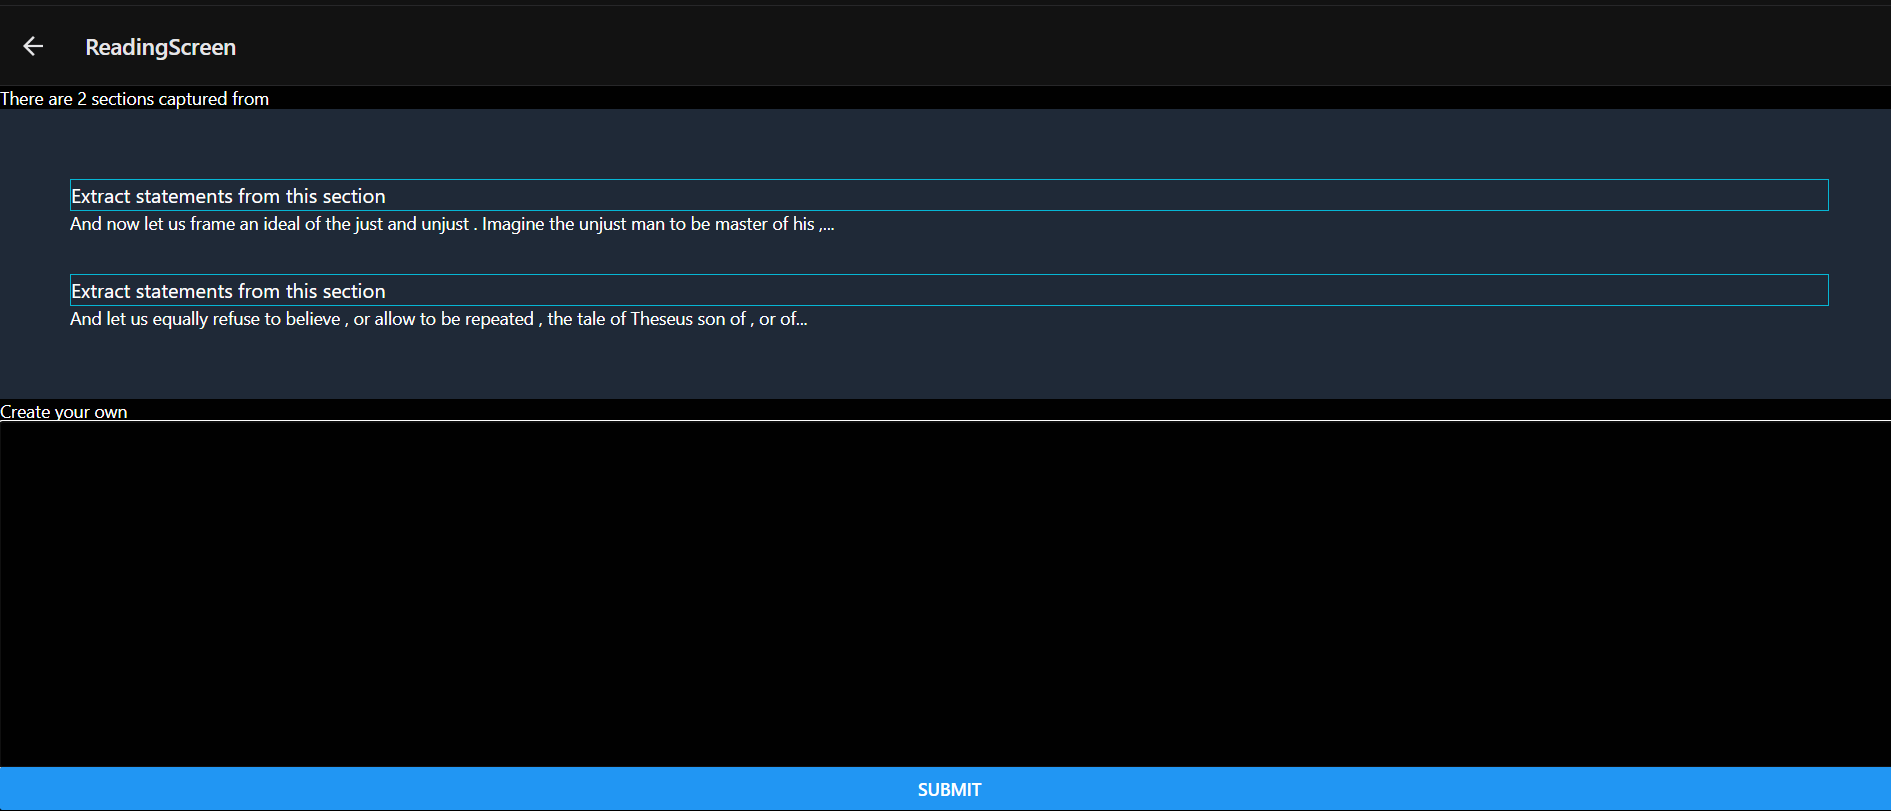 ReadingScreen
There are 2 sections captured from
Extract statements from this section
And now let us frame an ideal of the just and unjust . Imagine the unjust man to be master of his ,...
Extract statements from this section
And let us equally refuse to believe , or allow to be repeated , the tale of Theseus son of , or of...
Create your own
SUBMIT